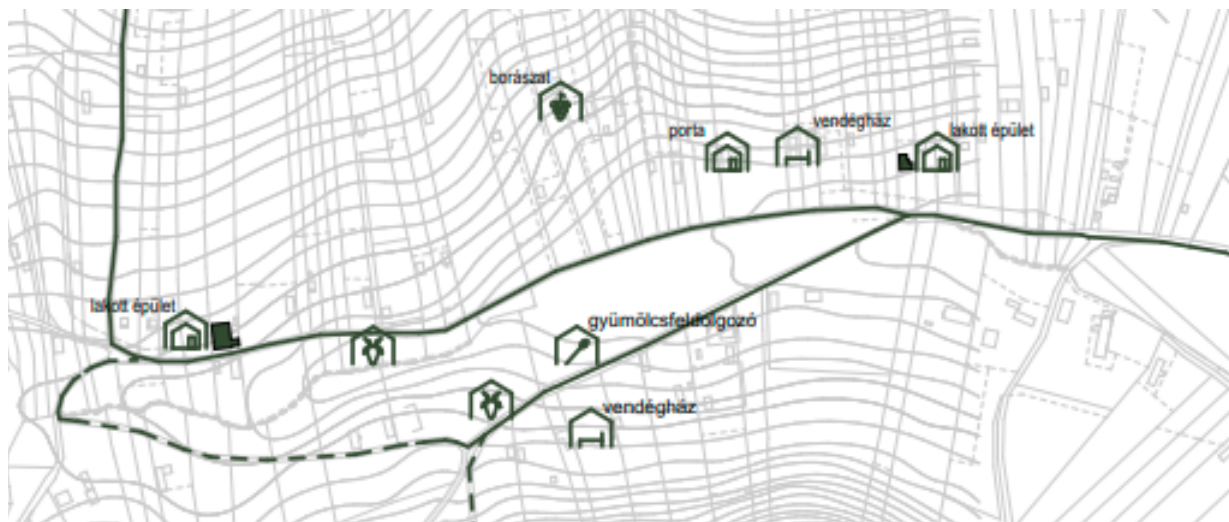 borászat
porta
vendégház
lakott épület
lakott épület
gyümölcsfeldolgozó
vendégház